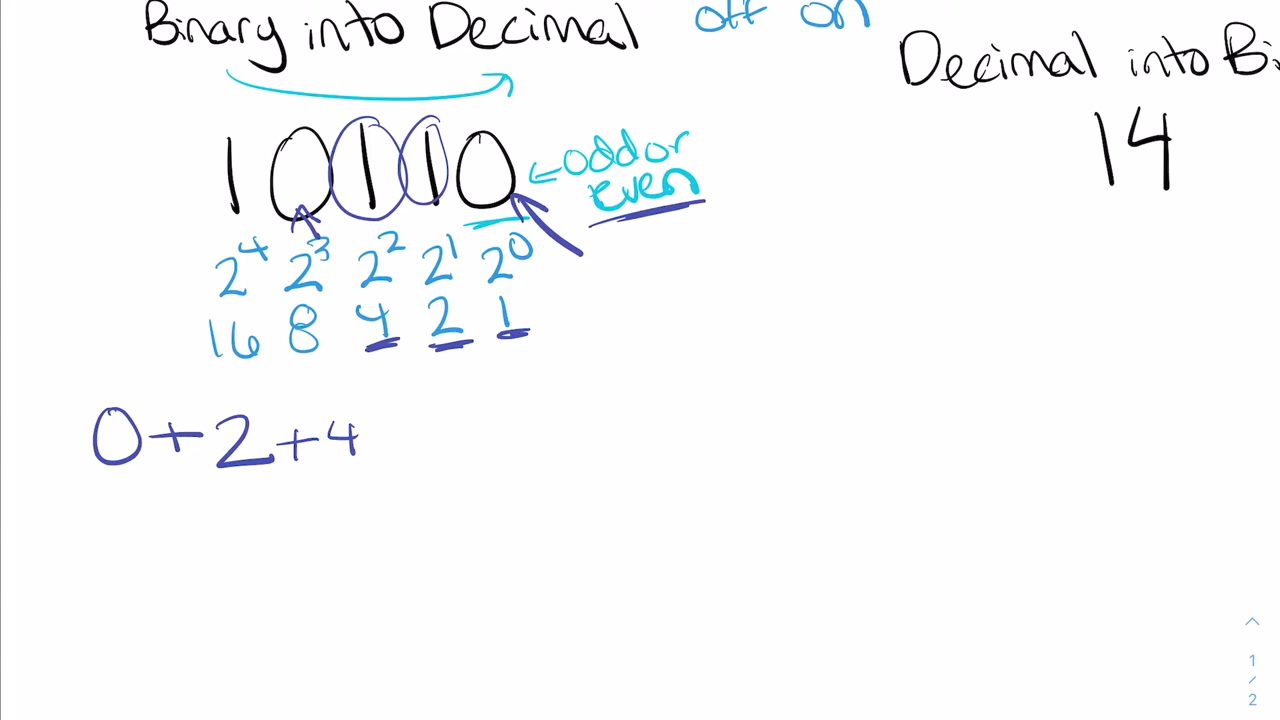 Binary into Decimal
off on
10110
← odd or
even
2⁴ 2³ 2² 2¹ 2⁰
16 8 4 2 1
0+2+4
Decimal into Bi
14
1
/
2